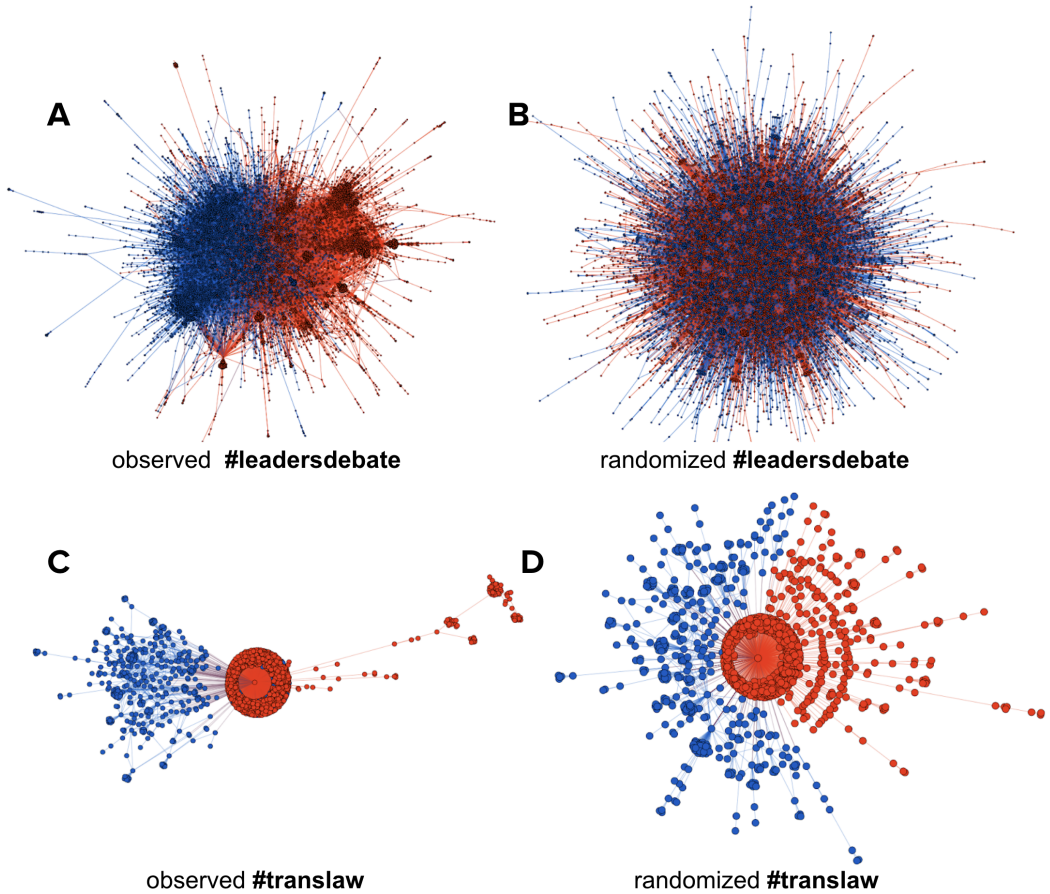 A
B
observed #leadersdebate
randomized #leadersdebate
C
D
observed #translaw
randomized #translaw